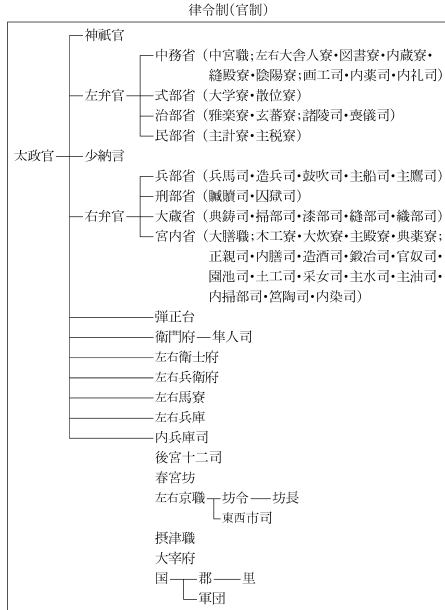 律令制(官制)
神祇官
中務省(中宮職;左右大舎人寮・図書寮・内蔵寮・
縫殿寮・陰陽寮;画工司・内薬司・内礼司)
左弁官
式部省(大学寮・散位寮)
治部省(雅楽寮・玄蕃寮;諸陵司・喪儀司)
民部省(主計寮・主税寮)
太政官
少納言
兵部省(兵馬司・造兵司・鼓吹司・主船司・主鷹司)
刑部省(贓贖司・囚獄司)
右弁官
大蔵省(典鋳司・掃部司・漆部司・縫部司・織部司)
宮内省(大膳職;木工寮・大炊寮・主殿寮・典薬寮;
正親司・内膳司・造酒司・鍛冶司・官奴司・
園池司・土工司・采女司・主水司・主油司・
内掃部司・筥陶司・内染司)
弾正台
衛門府 隼人司
左右衛士府
左右兵衛府
左右馬寮
左右兵庫
内兵庫司
後宮十二司
春宮坊
左右京職 坊令 坊長
東西市司
摂津職
大宰府
国 郡 里
軍団